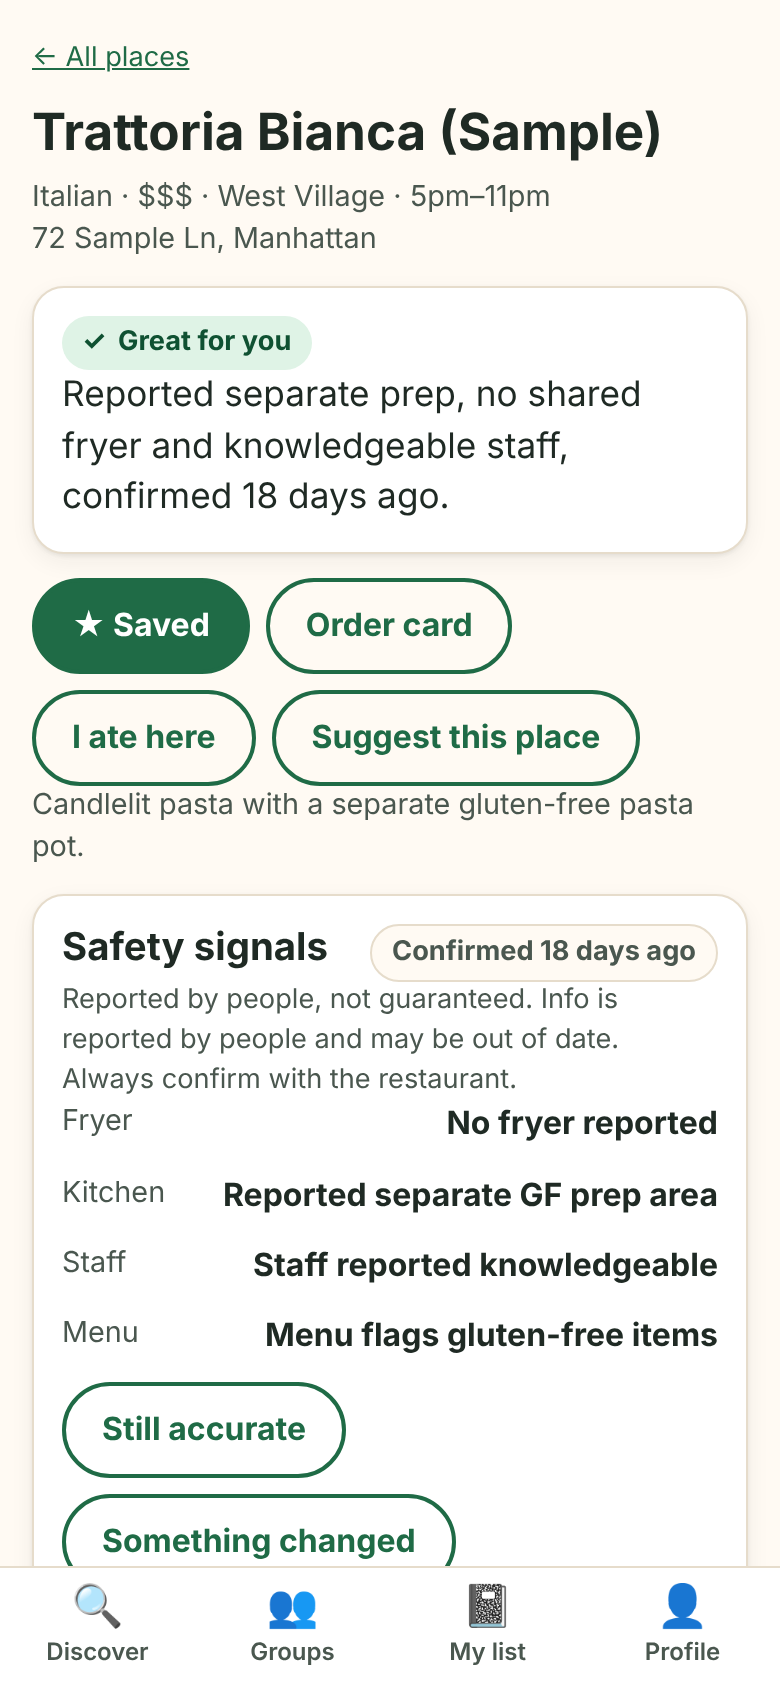 ← All places
Trattoria Bianca (Sample)
Italian · $$$ · West Village · 5pm–11pm
72 Sample Ln, Manhattan
✓ Great for you
Reported separate prep, no shared
fryer and knowledgeable staff,
confirmed 18 days ago.
★ Saved
Order card
I ate here
Suggest this place
Candlelit pasta with a separate gluten-free pasta
pot.
Safety signals
Confirmed 18 days ago
Reported by people, not guaranteed. Info is
reported by people and may be out of date.
Always confirm with the restaurant.
Fryer No fryer reported
Kitchen Reported separate GF prep area
Staff Staff reported knowledgeable
Menu Menu flags gluten-free items
Still accurate
Something changed
Discover Groups My list Profile